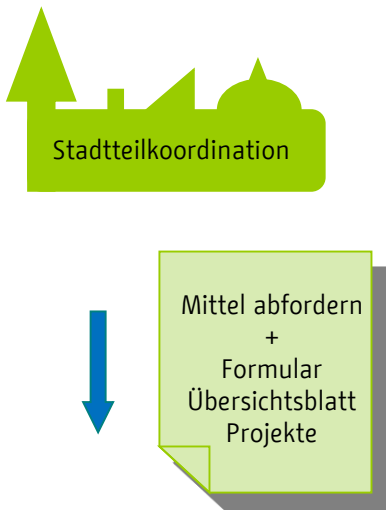 Stadtteilkoordination
Mittel abfordern
+
Formular
Übersichtsblatt
Projekte